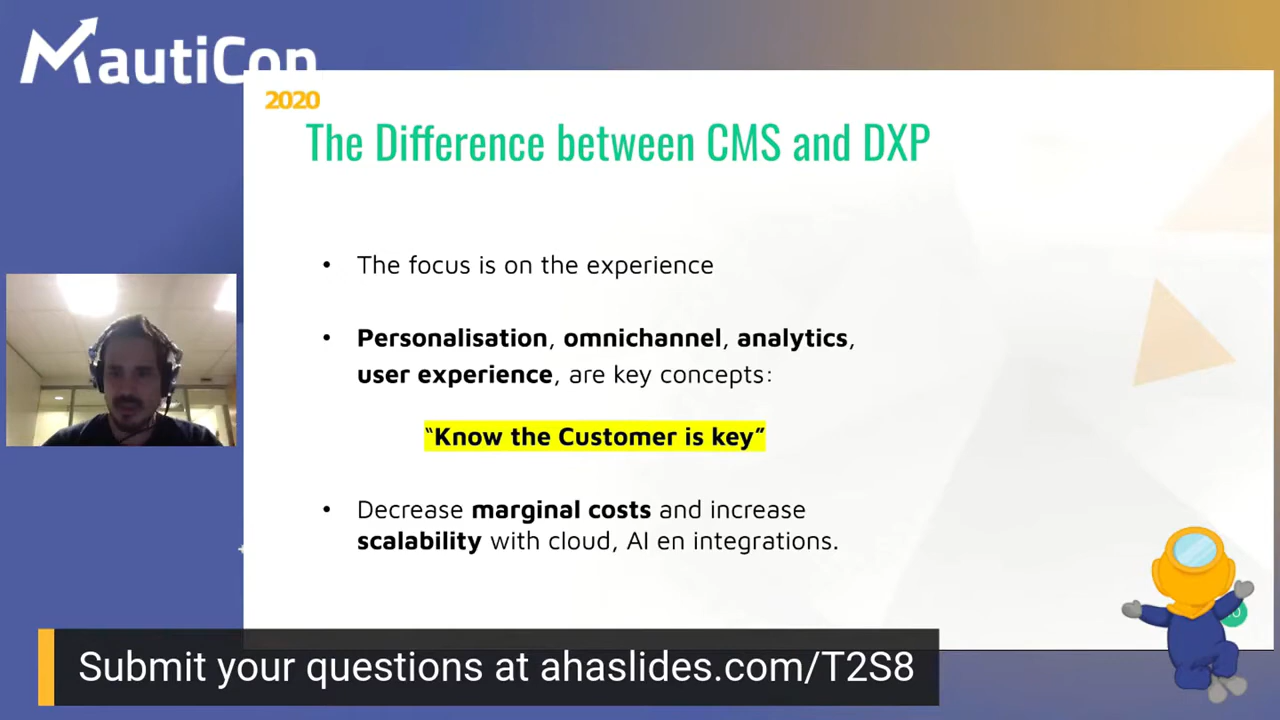 MautiCon
2020
The Difference between CMS and DXP
• The focus is on the experience
• Personalisation, omnichannel, analytics,
user experience, are key concepts:
“Know the Customer is key”
• Decrease marginal costs and increase
scalability with cloud, AI en integrations.
Submit your questions at ahaslides.com/T2S8